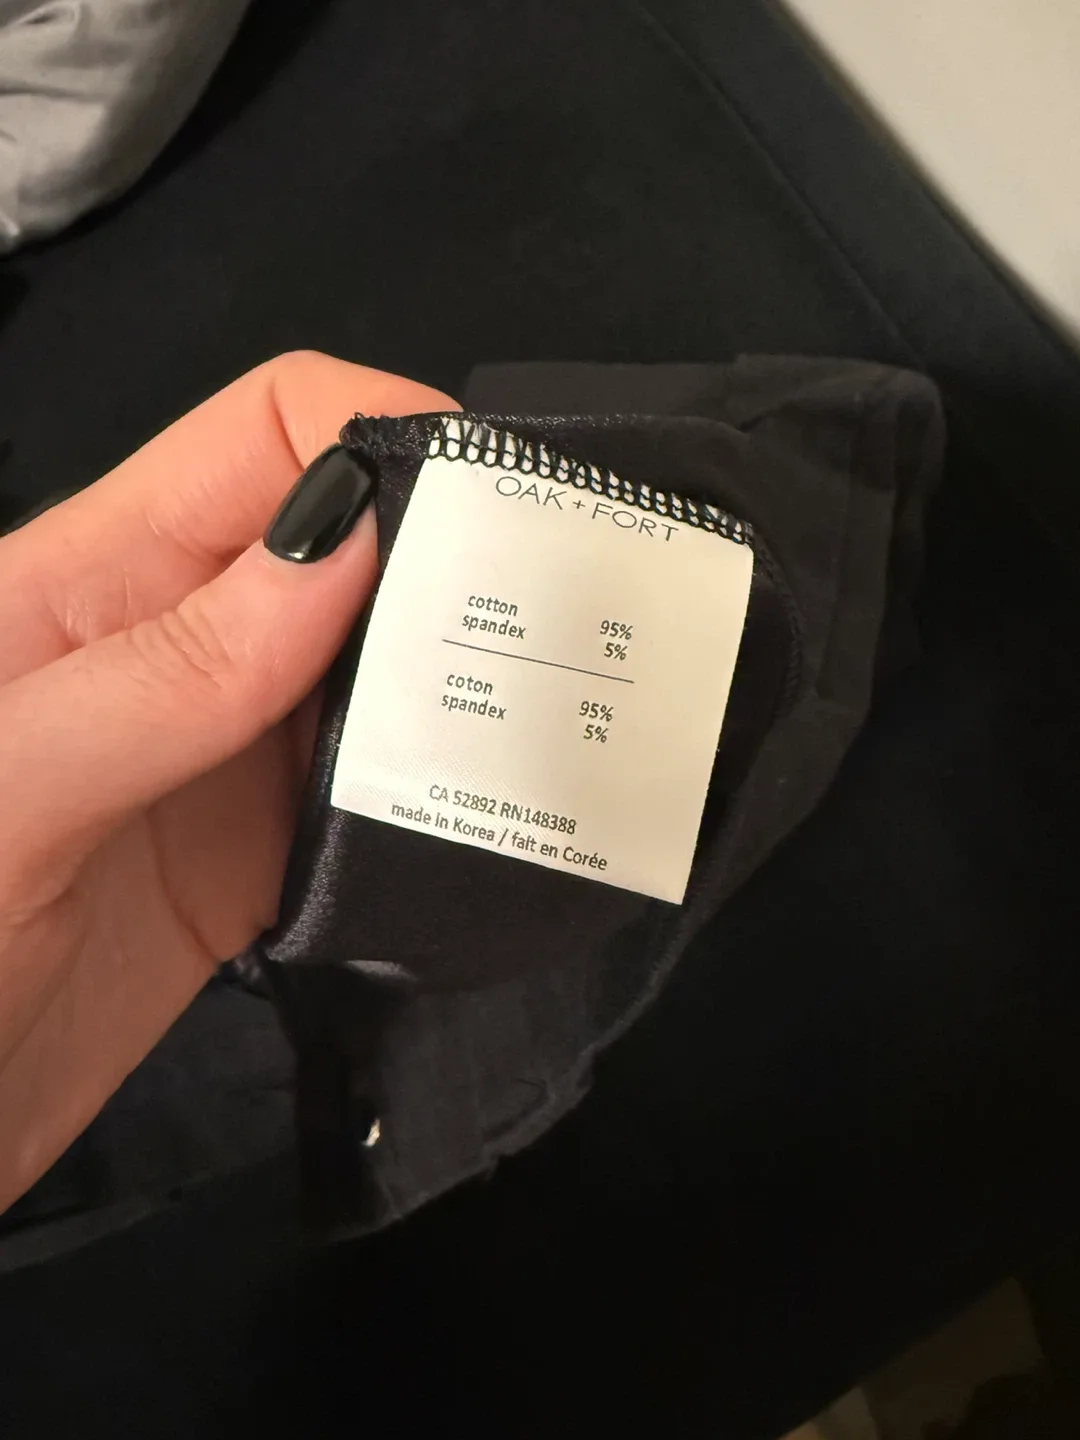 OAK + FORT
cotton 95%
spandex 5%
coton 95%
spandex 5%
CA 52892 RN148388
made in Korea / fait en Corée